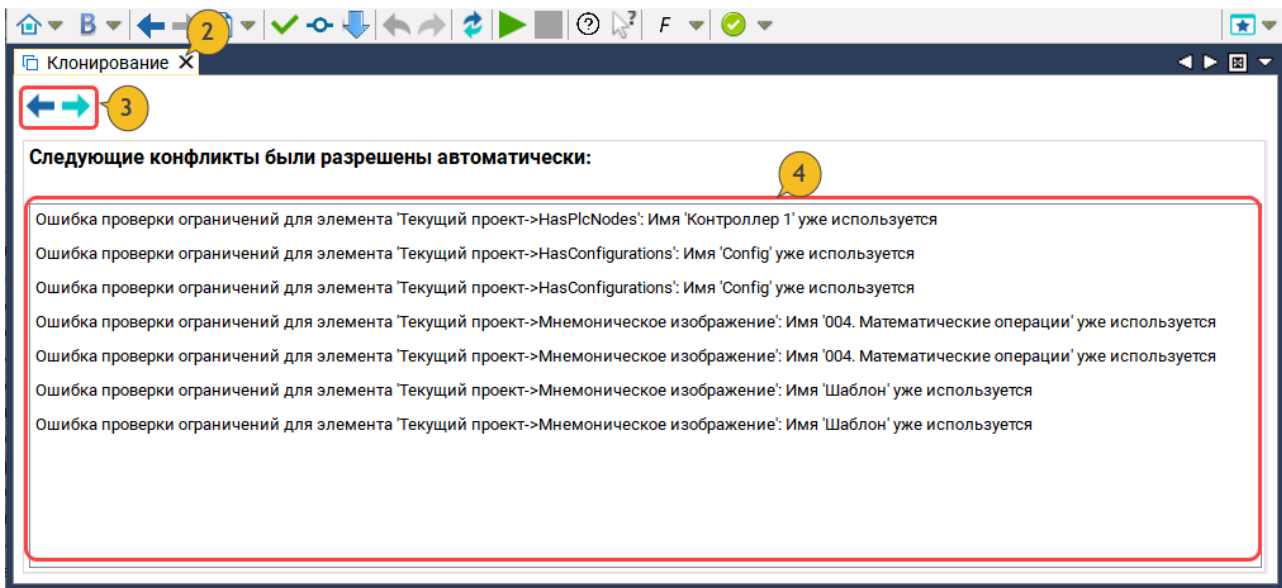 B
F
2
Клонирование
3
Следующие конфликты были разрешены автоматически:
4
Ошибка проверки ограничений для элемента 'Текущий проект->HasPlcNodes': Имя 'Контроллер 1' уже используется
Ошибка проверки ограничений для элемента 'Текущий проект->HasConfigurations': Имя 'Config' уже используется
Ошибка проверки ограничений для элемента 'Текущий проект->HasConfigurations': Имя 'Config' уже используется
Ошибка проверки ограничений для элемента 'Текущий проект->Мнемоническое изображение': Имя '004. Математические операции' уже используется
Ошибка проверки ограничений для элемента 'Текущий проект->Мнемоническое изображение': Имя '004. Математические операции' уже используется
Ошибка проверки ограничений для элемента 'Текущий проект->Мнемоническое изображение': Имя 'Шаблон' уже используется
Ошибка проверки ограничений для элемента 'Текущий проект->Мнемоническое изображение': Имя 'Шаблон' уже используется